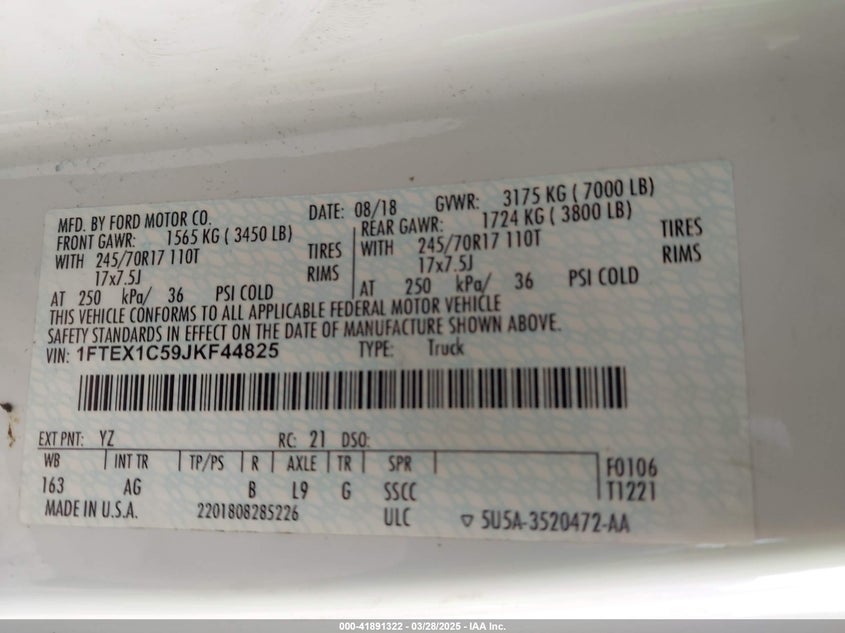 MFD. BY FORD MOTOR CO.
DATE: 08/18 GVWR: 3175 KG ( 7000 LB)
FRONT GAWR: 1565 KG ( 3450 LB)
WITH 245/70R17 110T TIRES
17x7.5J RIMS
AT 250 kPa/ 36 PSI COLD
REAR GAWR: 1724 KG ( 3800 LB)
WITH 245/70R17 110T TIRES
17x7.5J RIMS
AT 250 kPa/ 36 PSI COLD
THIS VEHICLE CONFORMS TO ALL APPLICABLE FEDERAL MOTOR VEHICLE
SAFETY STANDARDS IN EFFECT ON THE DATE OF MANUFACTURE SHOWN ABOVE.
VIN: 1FTEX1C59JKF44825 TYPE: Truck
EXT PNT: YZ RC: 21 DSO:
WB INT TR TP/PS R AXLE TR SPR F0106
163 AG B L9 G SSCC T1221
MADE IN U.S.A. 2201808285226 ULC 5U5A-3520472-AA
000-41891322 | 03/28/2025 - IAA Inc.